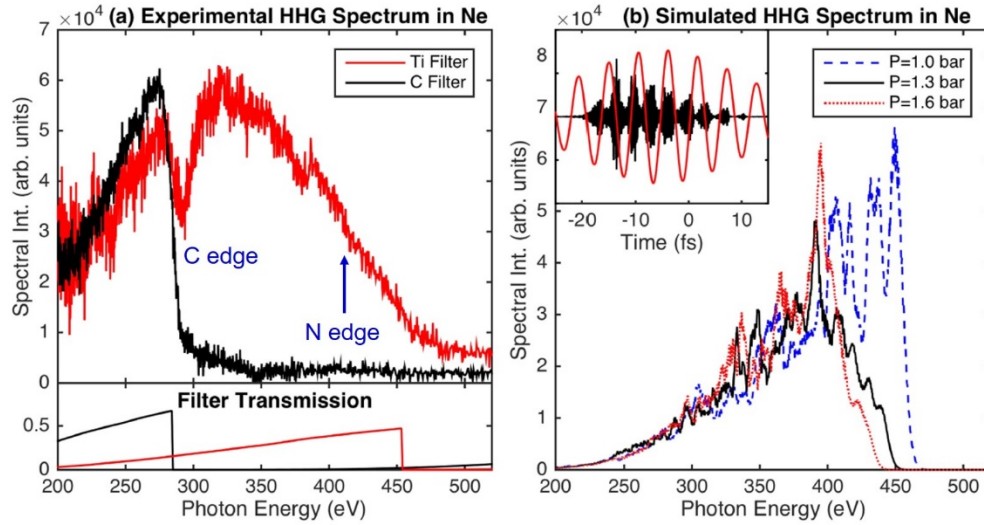 (a) Experimental HHG Spectrum in Ne
×10⁴
7
6
5
4
3
2
1
0
Spectral Int. (arb. units)
Ti Filter
C Filter
C edge
N edge
Filter Transmission
0.5
0
200 250 300 350 400 450 500
Photon Energy (eV)
(b) Simulated HHG Spectrum in Ne
×10⁴
8
7
6
5
4
3
2
1
0
Spectral Int. (arb. units)
P=1.0 bar
P=1.3 bar
P=1.6 bar
-20 -10 0 10
Time (fs)
200 250 300 350 400 450 500
Photon Energy (eV)